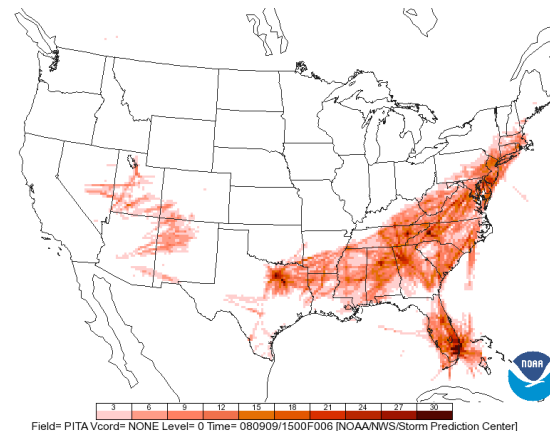 NOAA
3 6 9 12 15 18 21 24 27 30
Field= PITA Vcord= NONE Level= 0 Time= 080909/1500F006 [NOAA/NWS/Storm Prediction Center]